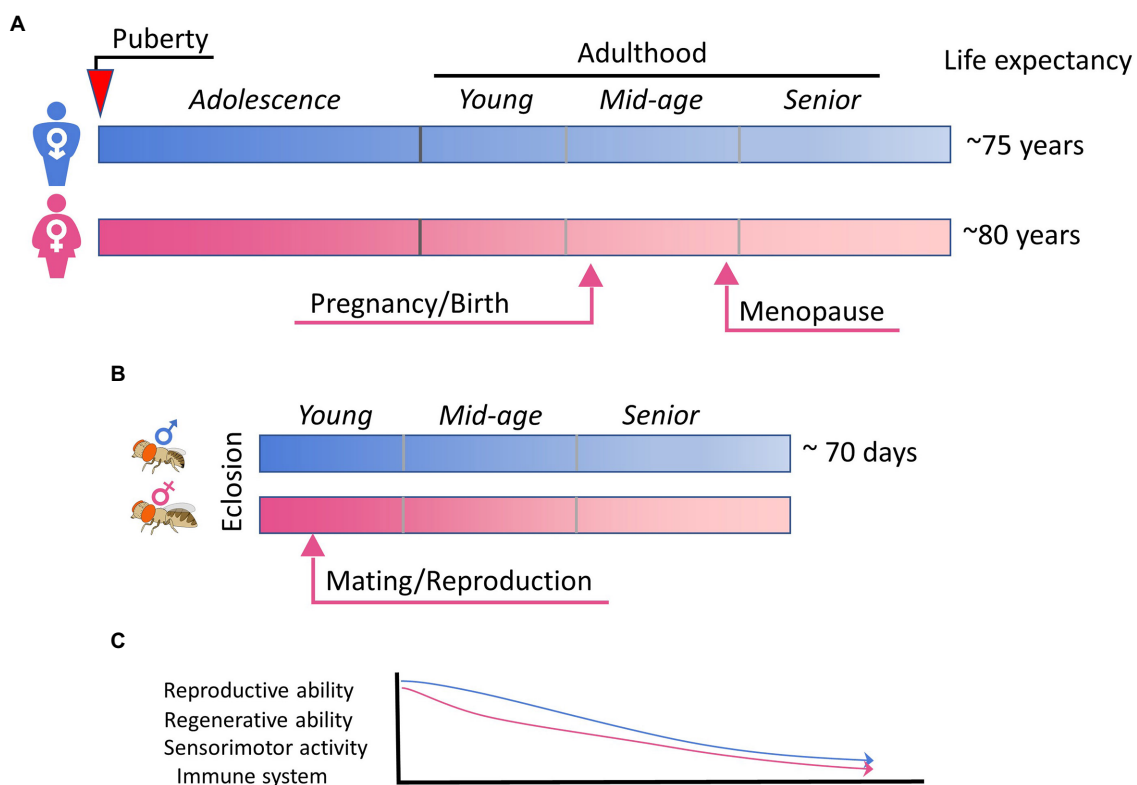 A
Puberty
Adulthood
Life expectancy
Adolescence
Young
Mid-age
Senior
~75 years
~80 years
Pregnancy/Birth
Menopause
B
Young
Mid-age
Senior
Eclosion
~ 70 days
Mating/Reproduction
C
Reproductive ability
Regenerative ability
Sensorimotor activity
Immune system